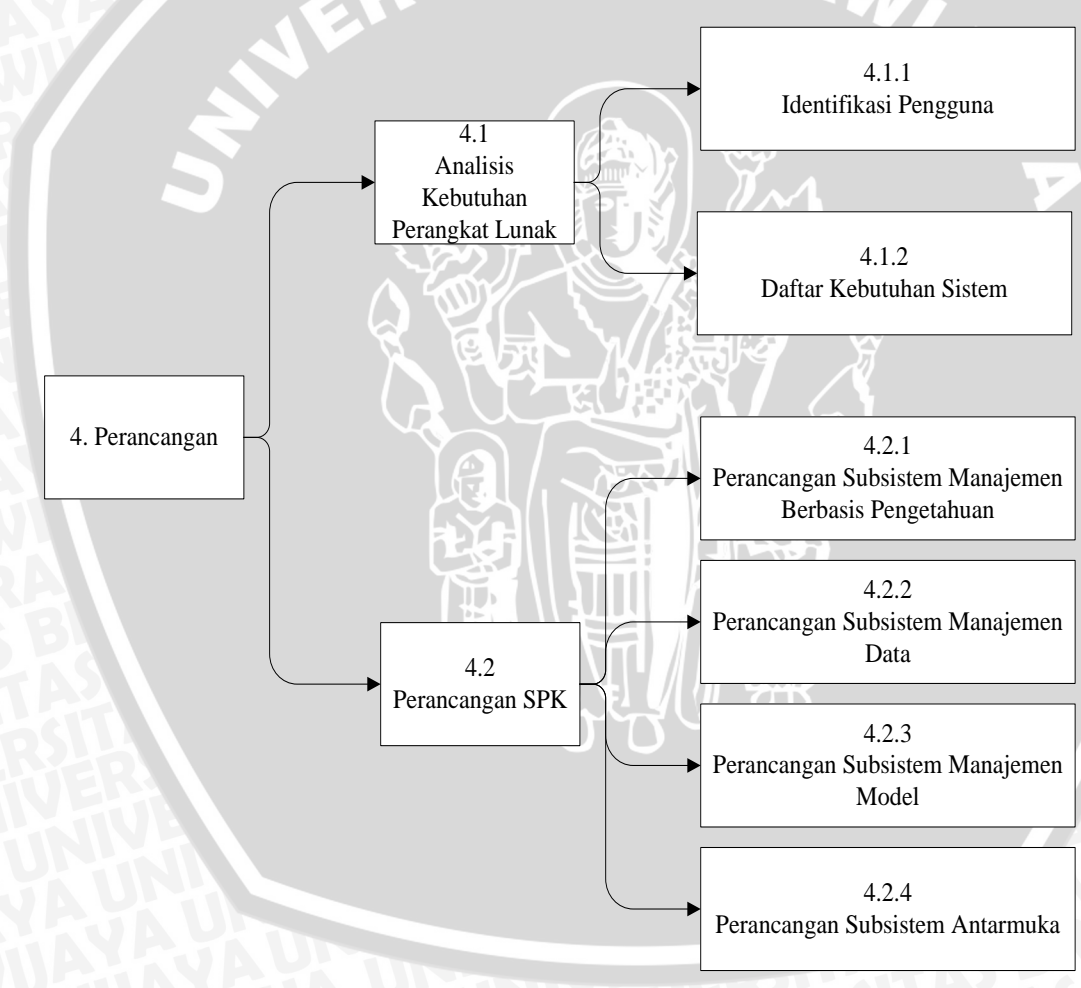 UNIVE
4. Perancangan
4.1
Analisis
Kebutuhan
Perangkat Lunak
4.1.1
Identifikasi Pengguna
4.1.2
Daftar Kebutuhan Sistem
4.2
Perancangan SPK
4.2.1
Perancangan Subsistem Manajemen
Berbasis Pengetahuan
4.2.2
Perancangan Subsistem Manajemen
Data
4.2.3
Perancangan Subsistem Manajemen
Model
4.2.4
Perancangan Subsistem Antarmuka